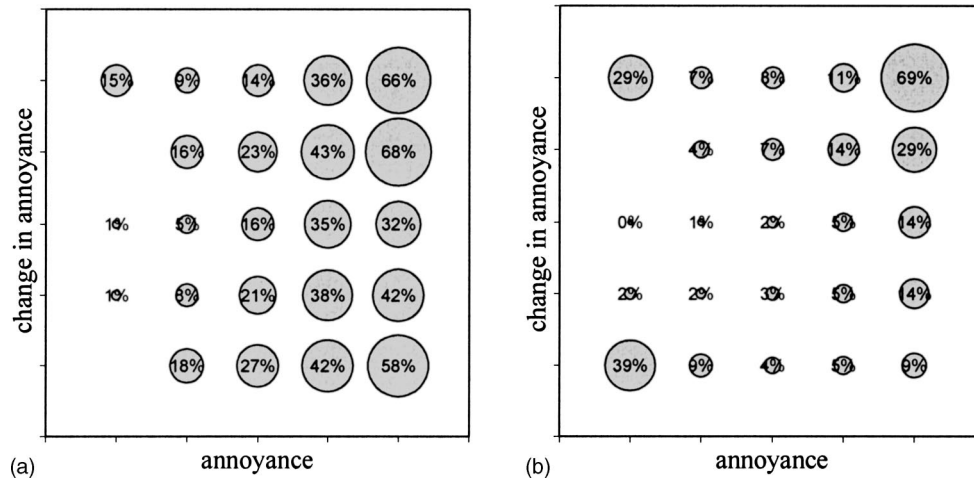 change in annoyance
15% 9% 14% 36% 66%
16% 23% 43% 68%
1% 5% 16% 35% 32%
1% 8% 21% 38% 42%
18% 27% 42% 58%
(a)
annoyance
change in annoyance
29% 7% 8% 11% 69%
4% 7% 14% 29%
0% 1% 2% 5% 14%
2% 2% 3% 5% 14%
39% 9% 4% 5% 9%
(b)
annoyance